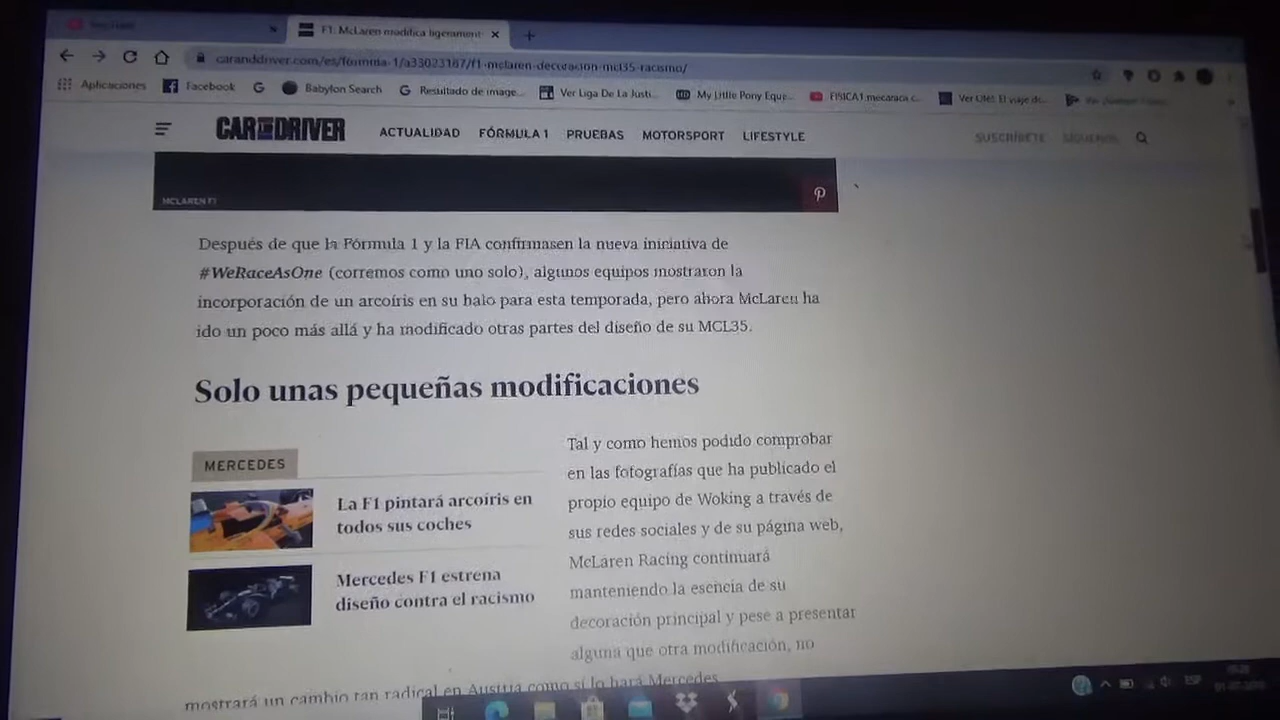 F1: McLaren modifica ligerament
caranddriver.com/es/formula-1/a33023167/f1-mclaren-decoracion-mcl35-racismo/
Aplicaciones Facebook Babylon Search Resultado de image... Ver Liga De La Justi... My Little Pony Eque... FISICA1 mecanica c...
CAR AND DRIVER ACTUALIDAD FÓRMULA 1 PRUEBAS MOTORSPORT LIFESTYLE SUSCRÍBETE SÍGUENOS
MCLAREN F1
Después de que la Fórmula 1 y la FIA confirmasen la nueva iniciativa de
#WeRaceAsOne (corremos como uno solo), algunos equipos mostraron la
incorporación de un arcoíris en su halo para esta temporada, pero ahora McLaren ha
ido un poco más allá y ha modificado otras partes del diseño de su MCL35.
Solo unas pequeñas modificaciones
MERCEDES
La F1 pintará arcoíris en
todos sus coches
Mercedes F1 estrena
diseño contra el racismo
Tal y como hemos podido comprobar
en las fotografías que ha publicado el
propio equipo de Woking a través de
sus redes sociales y de su página web,
McLaren Racing continuará
manteniendo la esencia de su
decoración principal y pese a presentar
alguna que otra modificación, no
mostrará un cambio tan radical en Austria como sí lo hará Mercedes
ESP